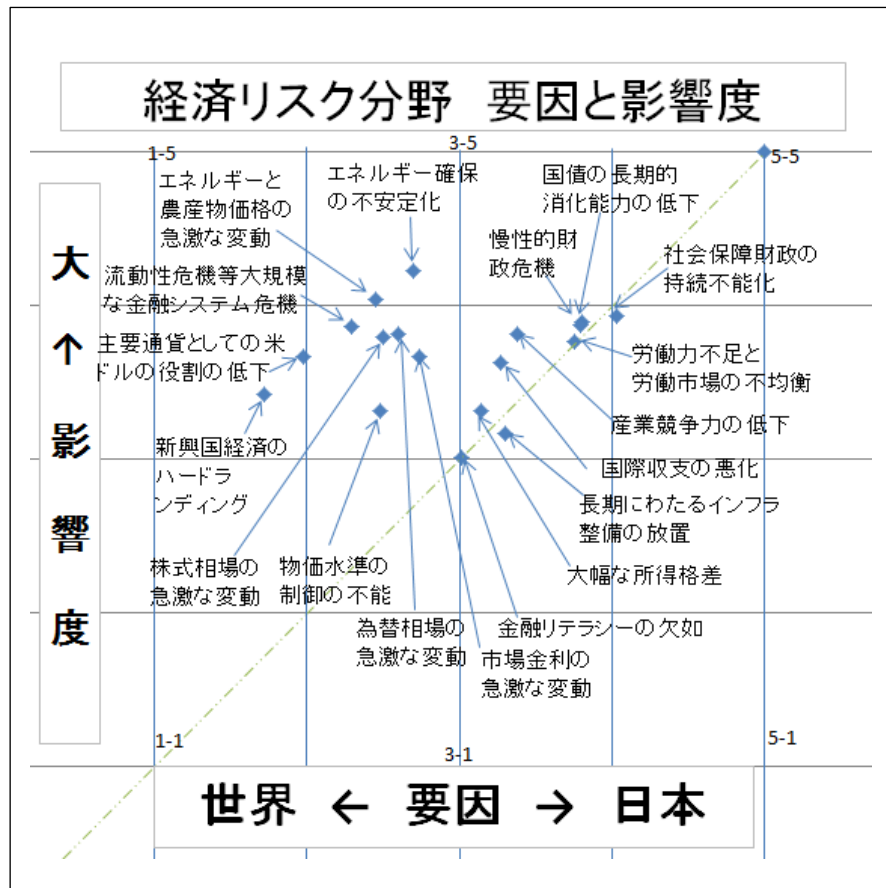 経済リスク分野 要因と影響度
1-5
3-5
5-5
エネルギーと
農産物価格の
急激な変動
エネルギー確保
の不安定化
国債の長期的
消化能力の低下
慢性的財
政危機
社会保障財政の
持続不能化
流動性危機等大規模
な金融システム危機
主要通貨としての米
ドルの役割の低下
新興国経済の
ハードラ
ンディング
労働力不足と
労働市場の不均衡
産業競争力の低下
国際収支の悪化
長期にわたるインフラ
整備の放置
大幅な所得格差
株式相場の
急激な変動
物価水準の
制御の不能
為替相場の
急激な変動
金融リテラシーの欠如
市場金利の
急激な変動
大
↑
影
響
度
1-1
3-1
5-1
世界 ← 要因 → 日本